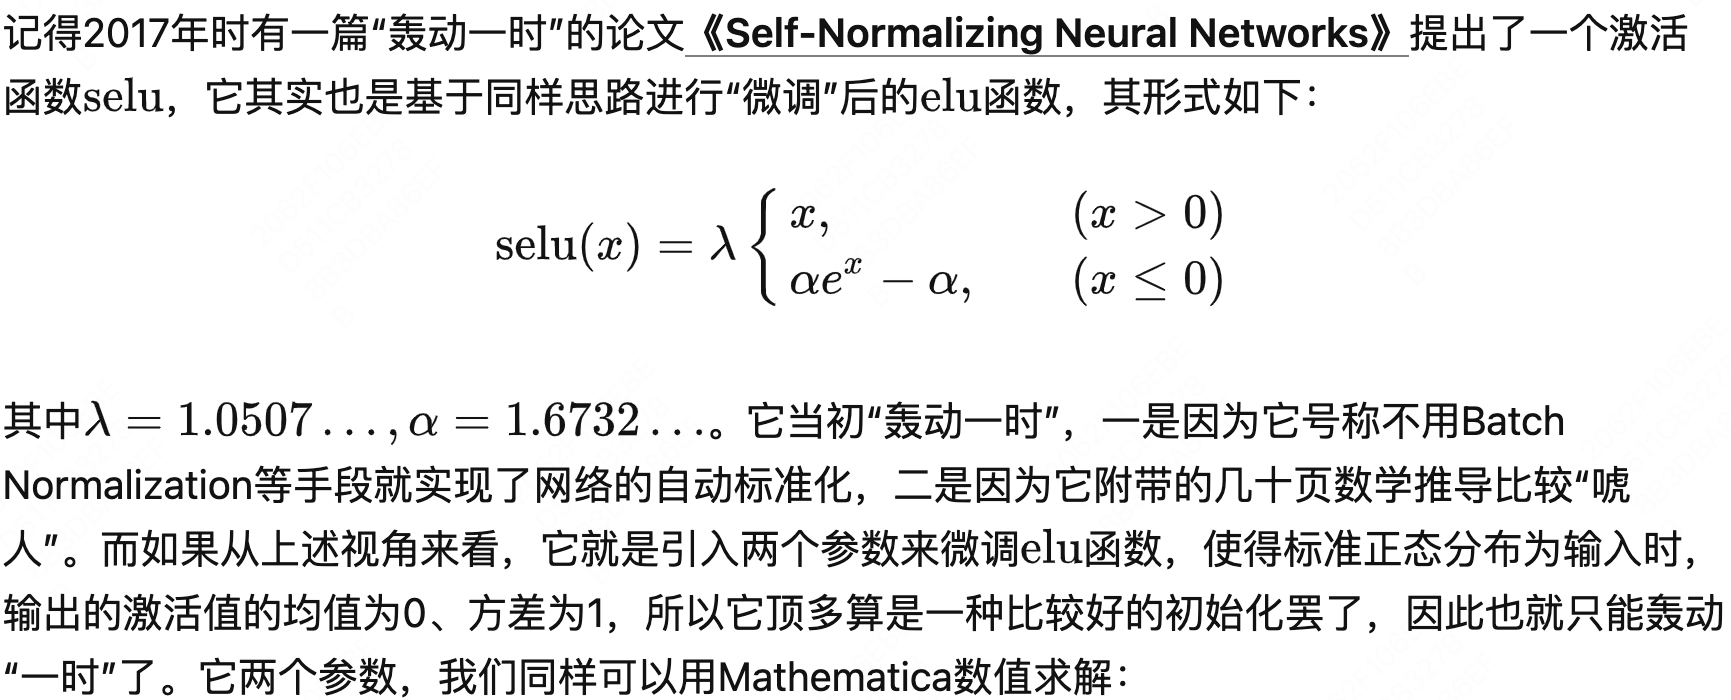 记得2017年时有一篇“轰动一时”的论文《Self-Normalizing Neural Networks》提出了一个激活
函数selu，它其实也是基于同样思路进行“微调”后的elu函数，其形式如下：
selu(x) = λ { x, (x > 0)
αeˣ − α, (x ≤ 0)
其中λ = 1.0507…, α = 1.6732…。它当初“轰动一时”，一是因为它号称不用Batch
Normalization等手段就实现了网络的自动标准化，二是因为它附带的几十页数学推导比较“唬
人”。而如果从上述视角来看，它就是引入两个参数来微调elu函数，使得标准正态分布为输入时，
输出的激活值的均值为0、方差为1，所以它顶多算是一种比较好的初始化罢了，因此也就只能轰动
“一时”了。它两个参数，我们同样可以用Mathematica数值求解：